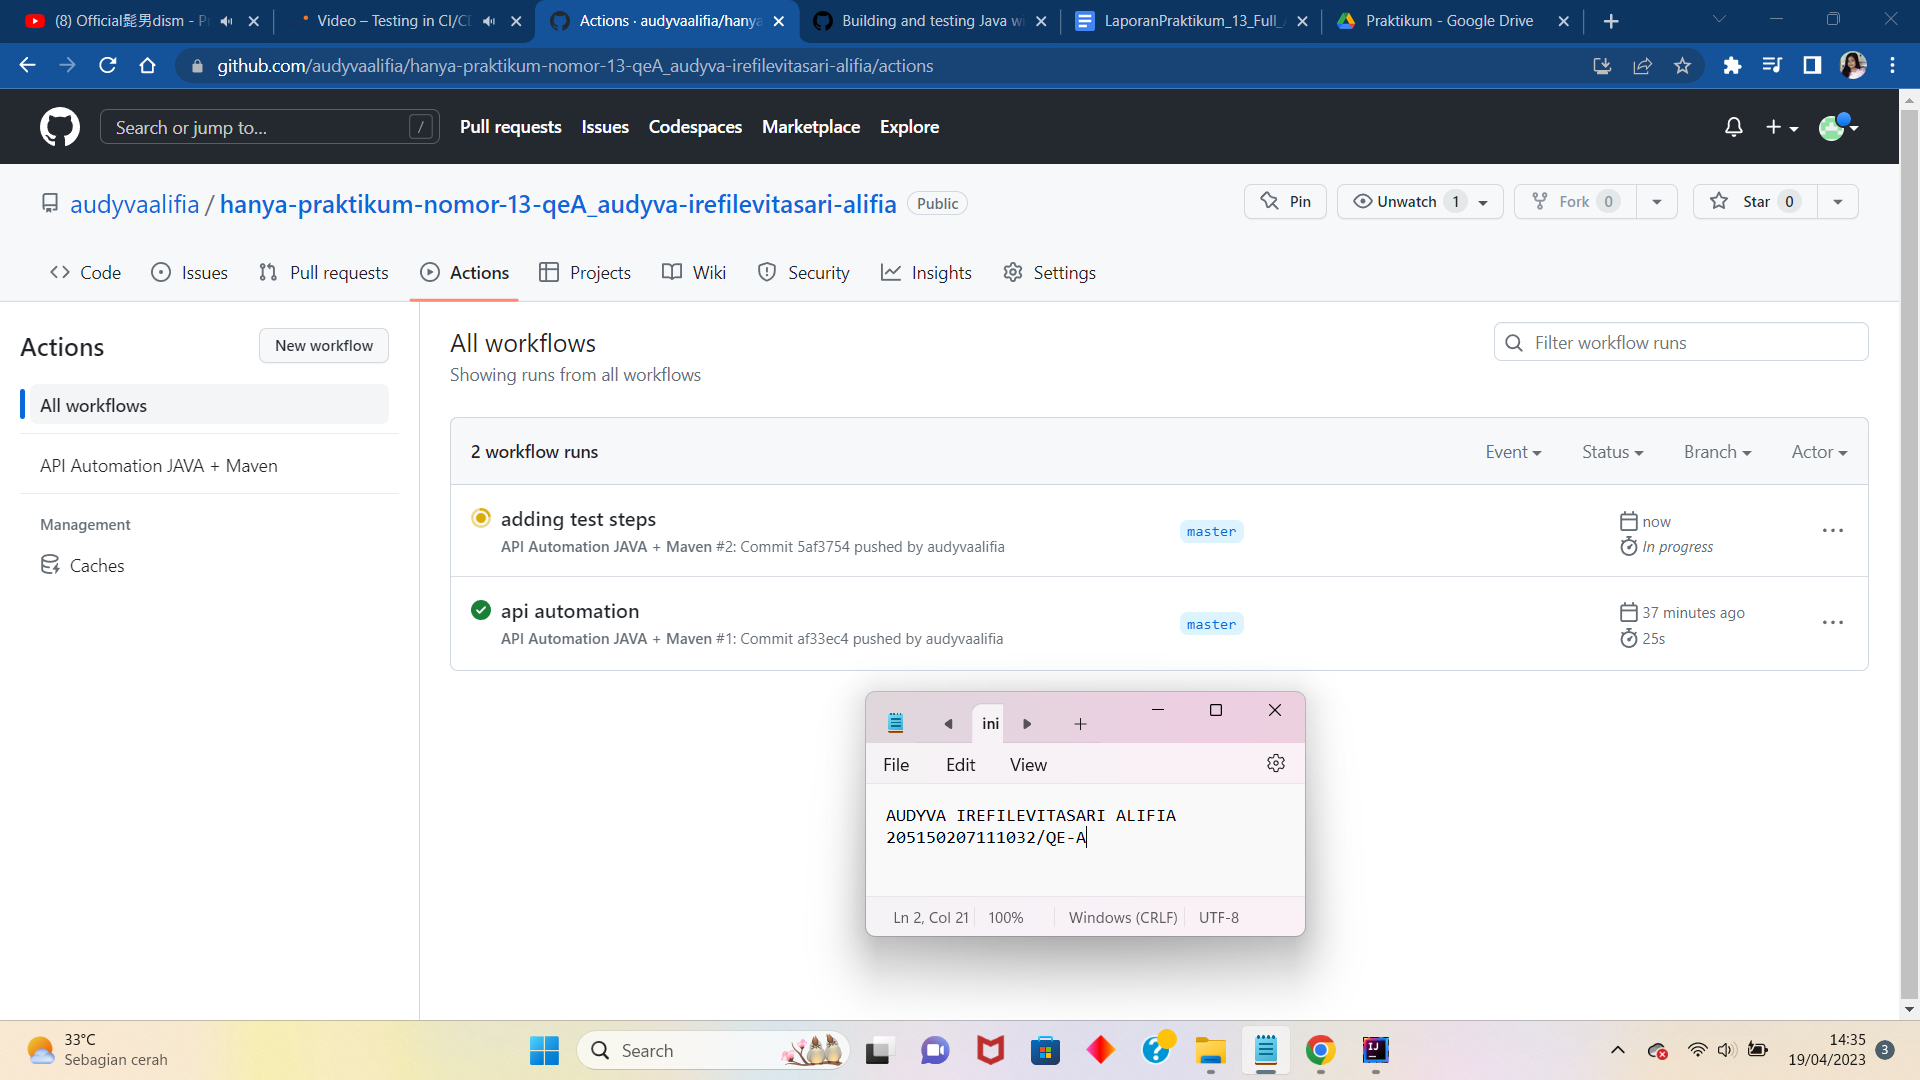 (8) Official髭男dism - P
Video – Testing in CI/CD
Actions · audyvaalifia/hanya
Building and testing Java wi
LaporanPraktikum_13_Full_
Praktikum - Google Drive
github.com/audyvaalifia/hanya-praktikum-nomor-13-qeA_audyva-irefilevitasari-alifia/actions
Search or jump to...
/
Pull requests
Issues
Codespaces
Marketplace
Explore
audyvaalifia / hanya-praktikum-nomor-13-qeA_audyva-irefilevitasari-alifia
Public
Pin
Unwatch 1
Fork 0
Star 0
Code
Issues
Pull requests
Actions
Projects
Wiki
Security
Insights
Settings
Actions
New workflow
All workflows
API Automation JAVA + Maven
Management
Caches
All workflows
Showing runs from all workflows
Filter workflow runs
2 workflow runs
Event
Status
Branch
Actor
adding test steps
API Automation JAVA + Maven #2: Commit 5af3754 pushed by audyvaalifia
master
now
In progress
api automation
API Automation JAVA + Maven #1: Commit af33ec4 pushed by audyvaalifia
master
37 minutes ago
25s
ini
File
Edit
View
AUDYVA IREFILEVITASARI ALIFIA
205150207111032/QE-A
Ln 2, Col 21
100%
Windows (CRLF)
UTF-8
33°C
Sebagian cerah
Search
IJ
14:35
19/04/2023
3